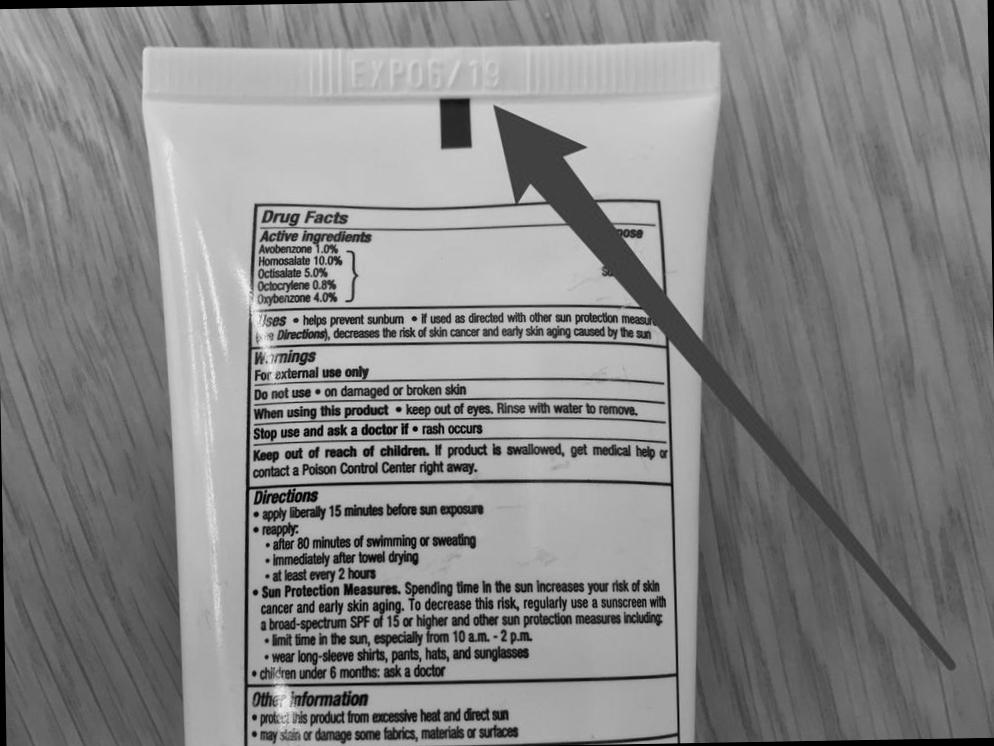 EXP06/19
Drug Facts
Active ingredients
Avobenzone 1.0%
Homosalate 10.0%
Octisalate 5.0%
Octocrylene 0.8%
Oxybenzone 4.0%
Uses • helps prevent sunburn • if used as directed with other sun protection
Directions), decreases the risk of skin cancer and early skin aging caused by the sun
Warnings
For external use only
Do not use • on damaged or broken skin
When using this product • keep out of eyes. Rinse with water to remove.
Stop use and ask a doctor if • rash occurs
Keep out of reach of children. If product is swallowed, get medical help or
contact a Poison Control Center right away.
Directions
• apply liberally 15 minutes before sun exposure
• reapply:
• after 80 minutes of swimming or sweating
• immediately after towel drying
• at least every 2 hours
• Sun Protection Measures. Spending time in the sun increases your risk of skin
cancer and early skin aging. To decrease this risk, regularly use a sunscreen with
a broad-spectrum SPF of 15 or higher and other sun protection measures including:
• limit time in the sun, especially from 10 a.m. - 2 p.m.
• wear long-sleeve shirts, pants, hats, and sunglasses
• children under 6 months: ask a doctor
Other information
• protect this product from excessive heat and direct sun
• may stain or damage some fabrics, materials or surfaces